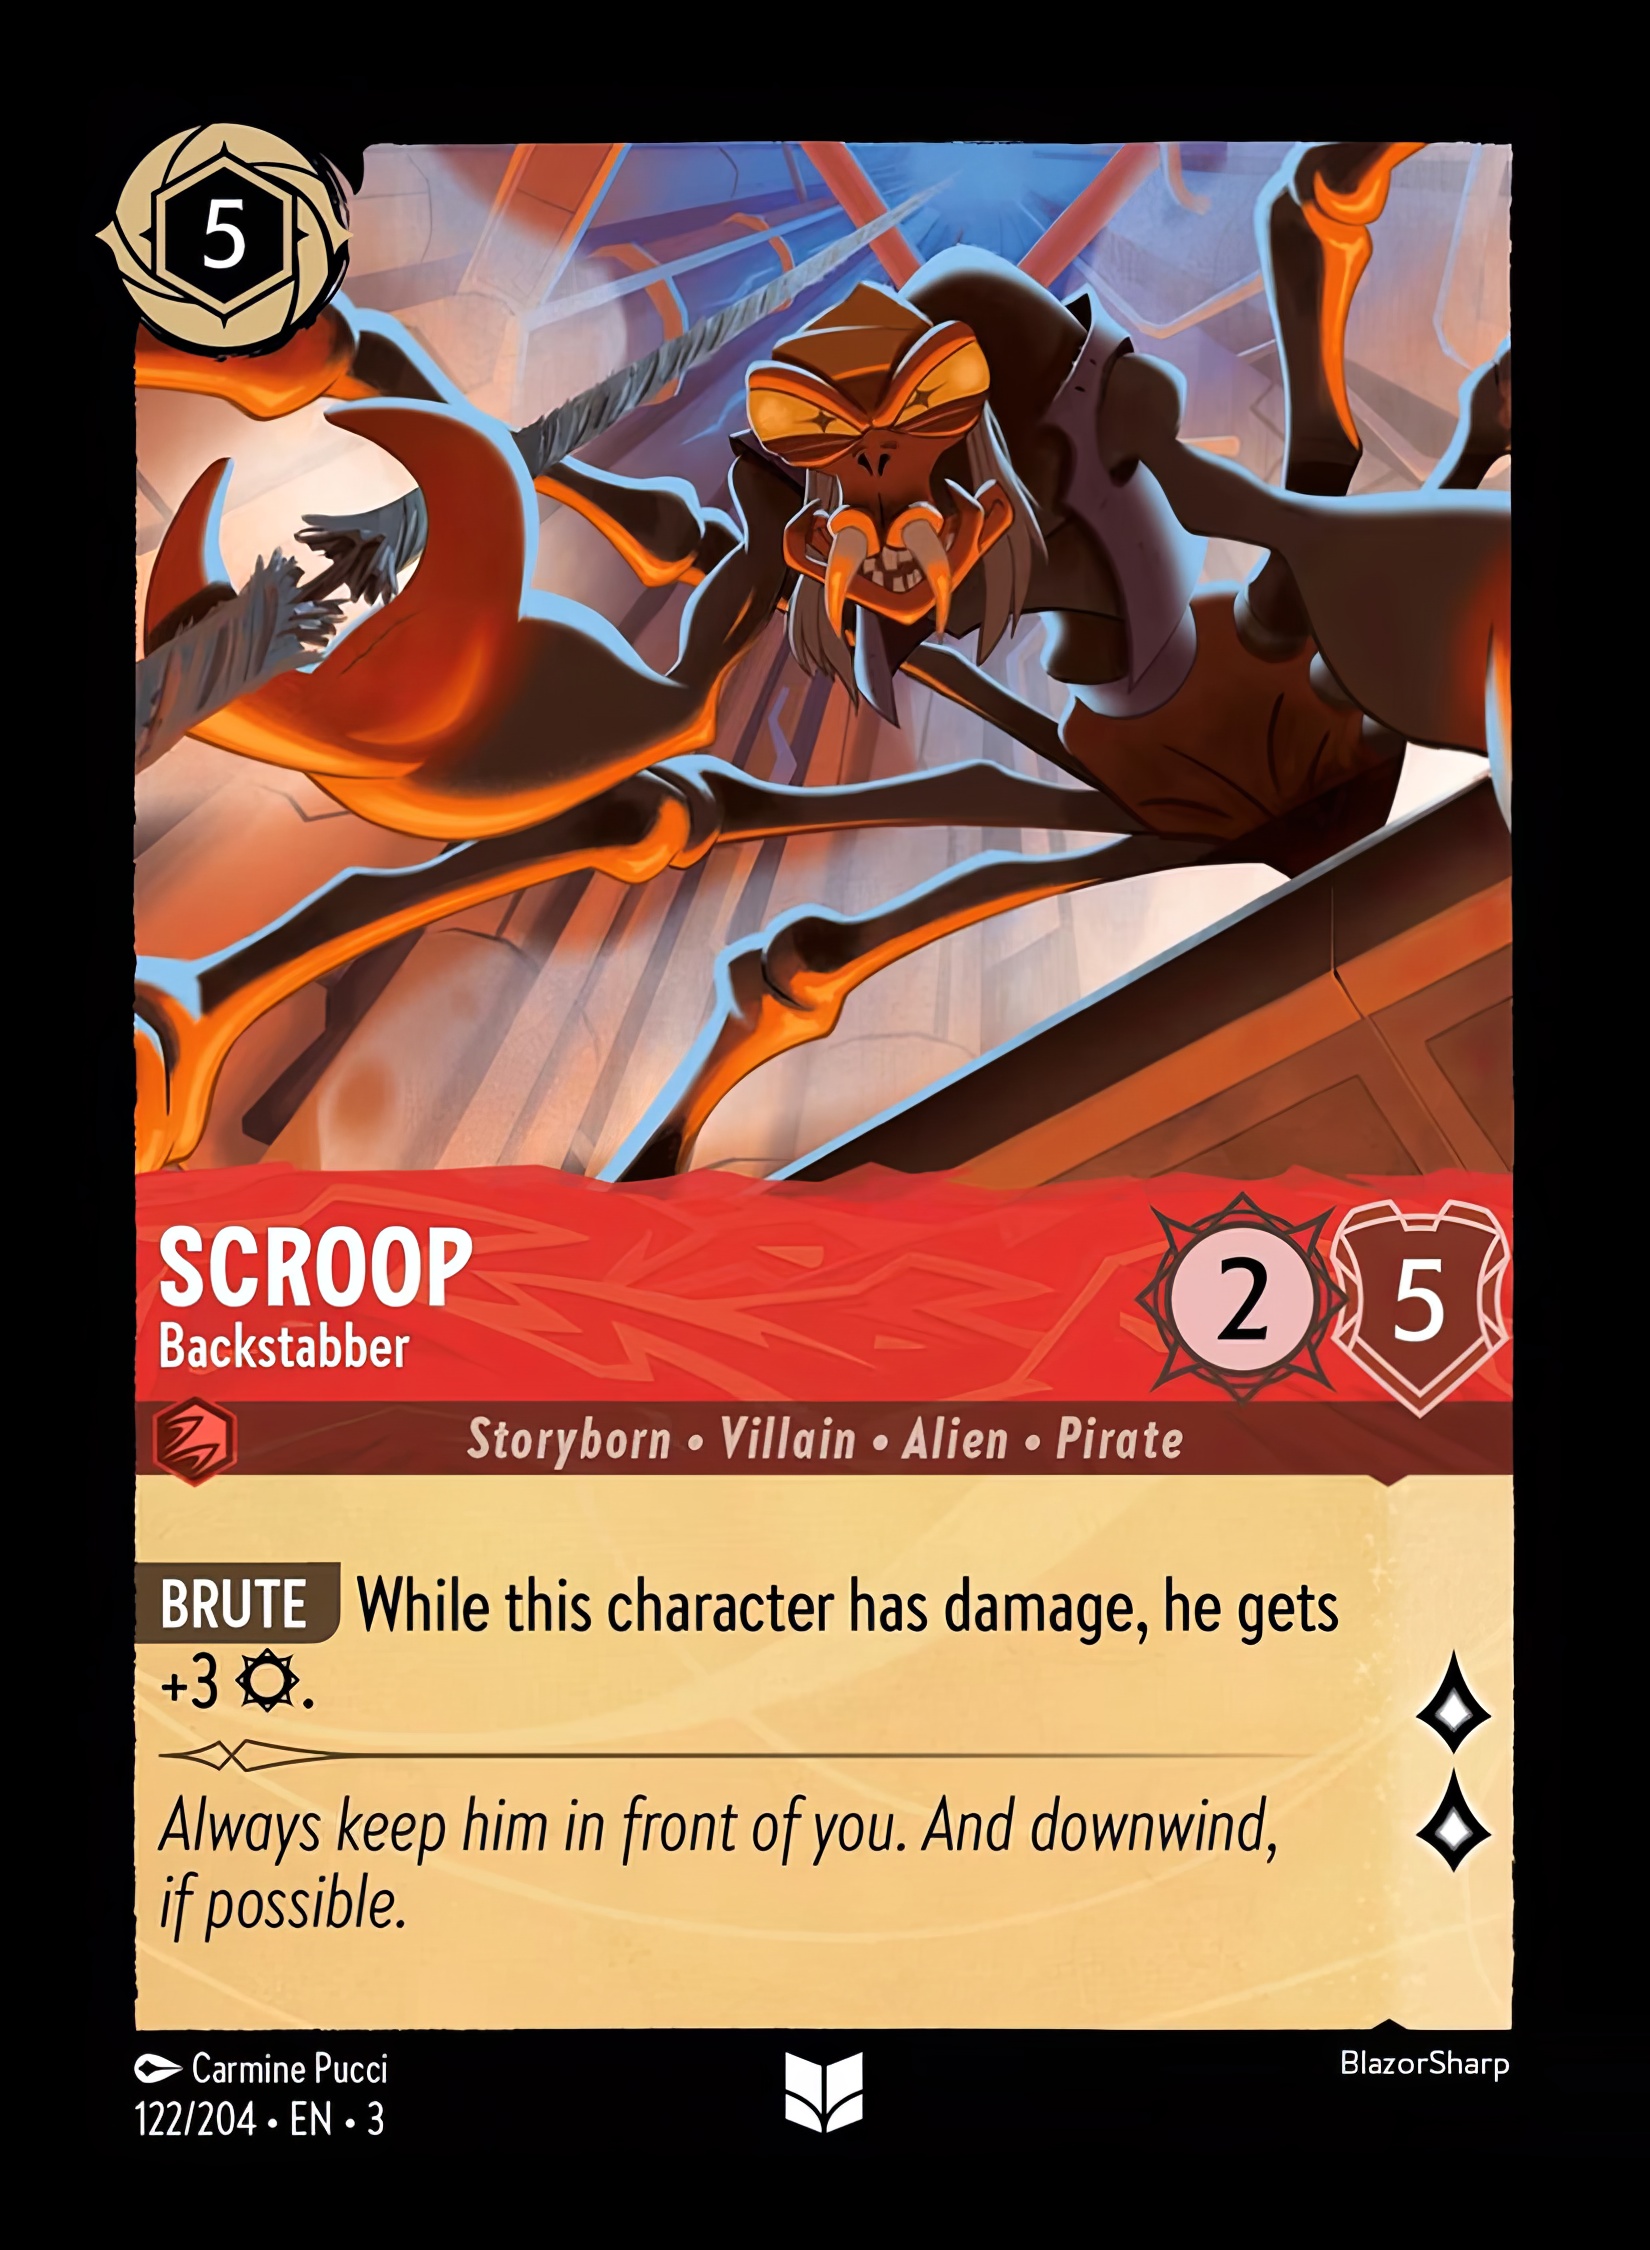 5
SCROOP
Backstabber
2
5
Storyborn • Villain • Alien • Pirate
BRUTE While this character has damage, he gets
+3 .
Always keep him in front of you. And downwind,
if possible.
Carmine Pucci
122/204 • EN • 3
BlazorSharp